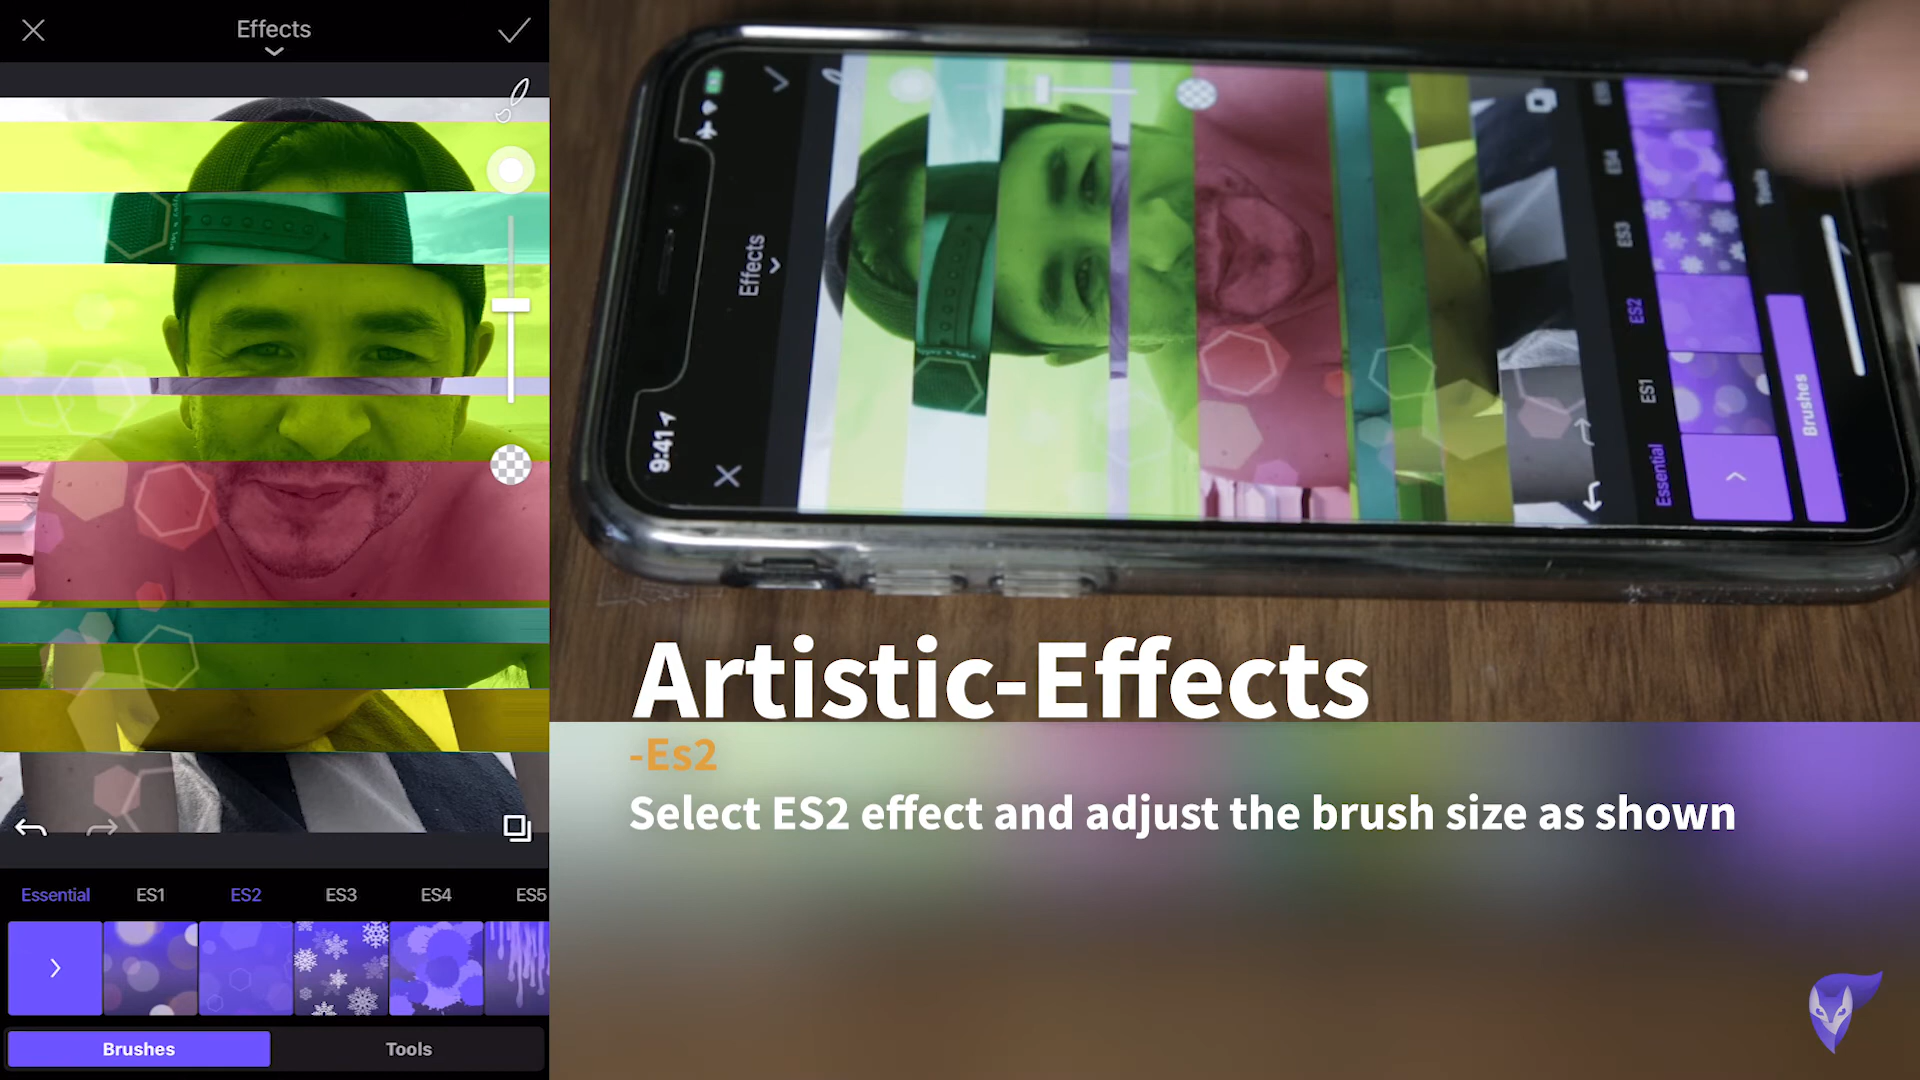 Effects
Essential
ES1
ES2
ES3
ES4
ES5
Brushes
Tools
9:41
Effects
Essential
ES1
ES2
ES3
ES4
ES5
Brushes
Tools
Artistic-Effects
-Es2
Select ES2 effect and adjust the brush size as shown